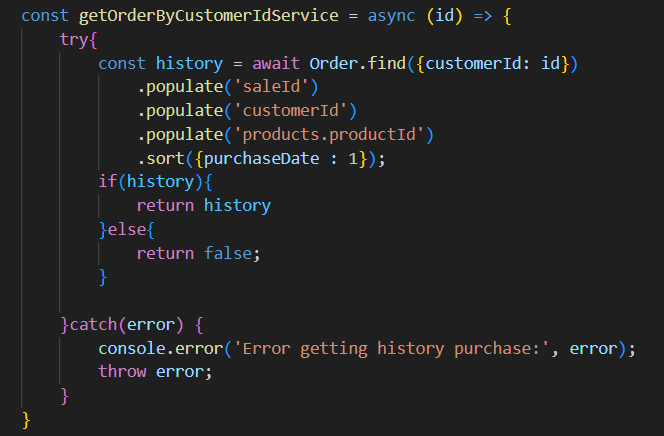 const getOrderByCustomerIdService = async (id) => {
    try{
        const history = await Order.find({customerId: id})
            .populate('saleId')
            .populate('customerId')
            .populate('products.productId')
            .sort({purchaseDate : 1});
        if(history){
            return history
        }else{
            return false;
        }

    }catch(error) {
        console.error('Error getting history purchase:', error);
        throw error;
    }
}